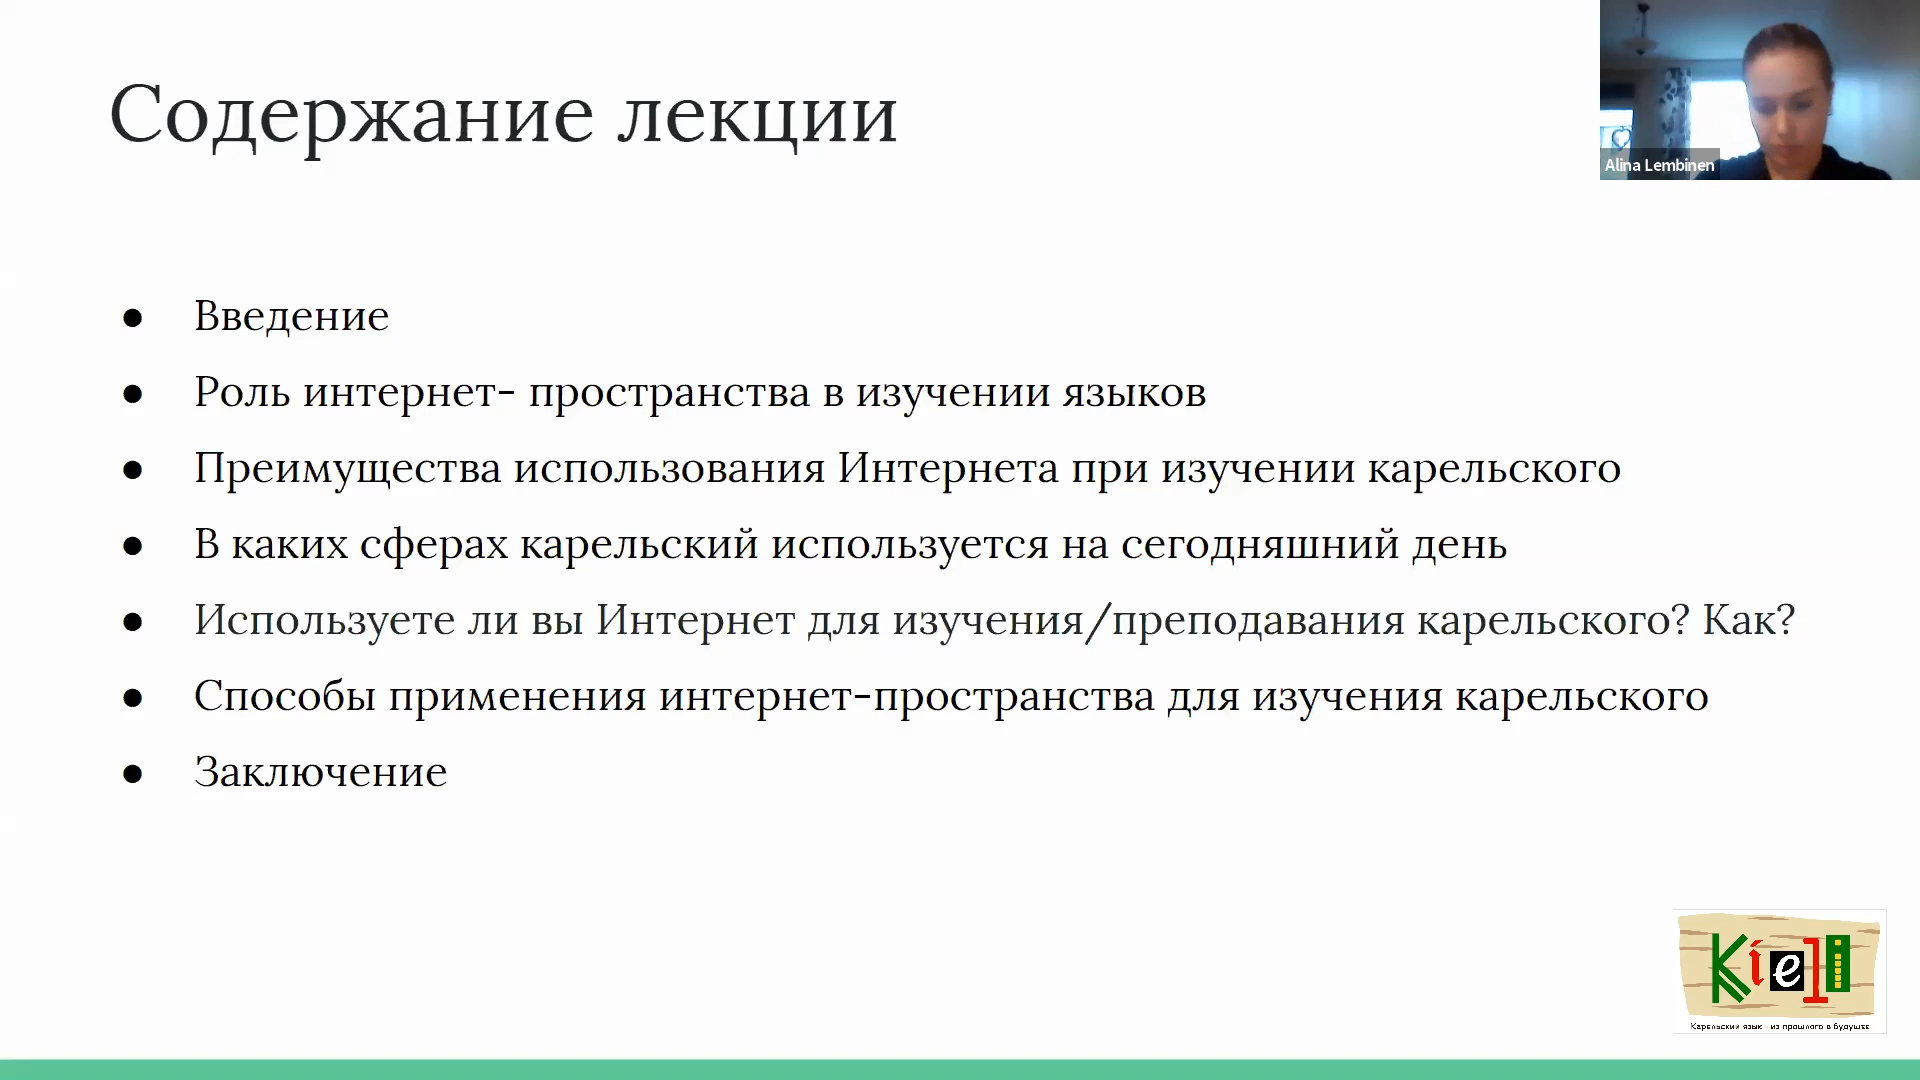 Содержание лекции
Alina Lembinen
● Введение
● Роль интернет- пространства в изучении языков
● Преимущества использования Интернета при изучении карельского
● В каких сферах карельский используется на сегодняшний день
● Используете ли вы Интернет для изучения/преподавания карельского? Как?
● Способы применения интернет-пространства для изучения карельского
● Заключение
Kieli
Карельский язык - из прошлого в будущее